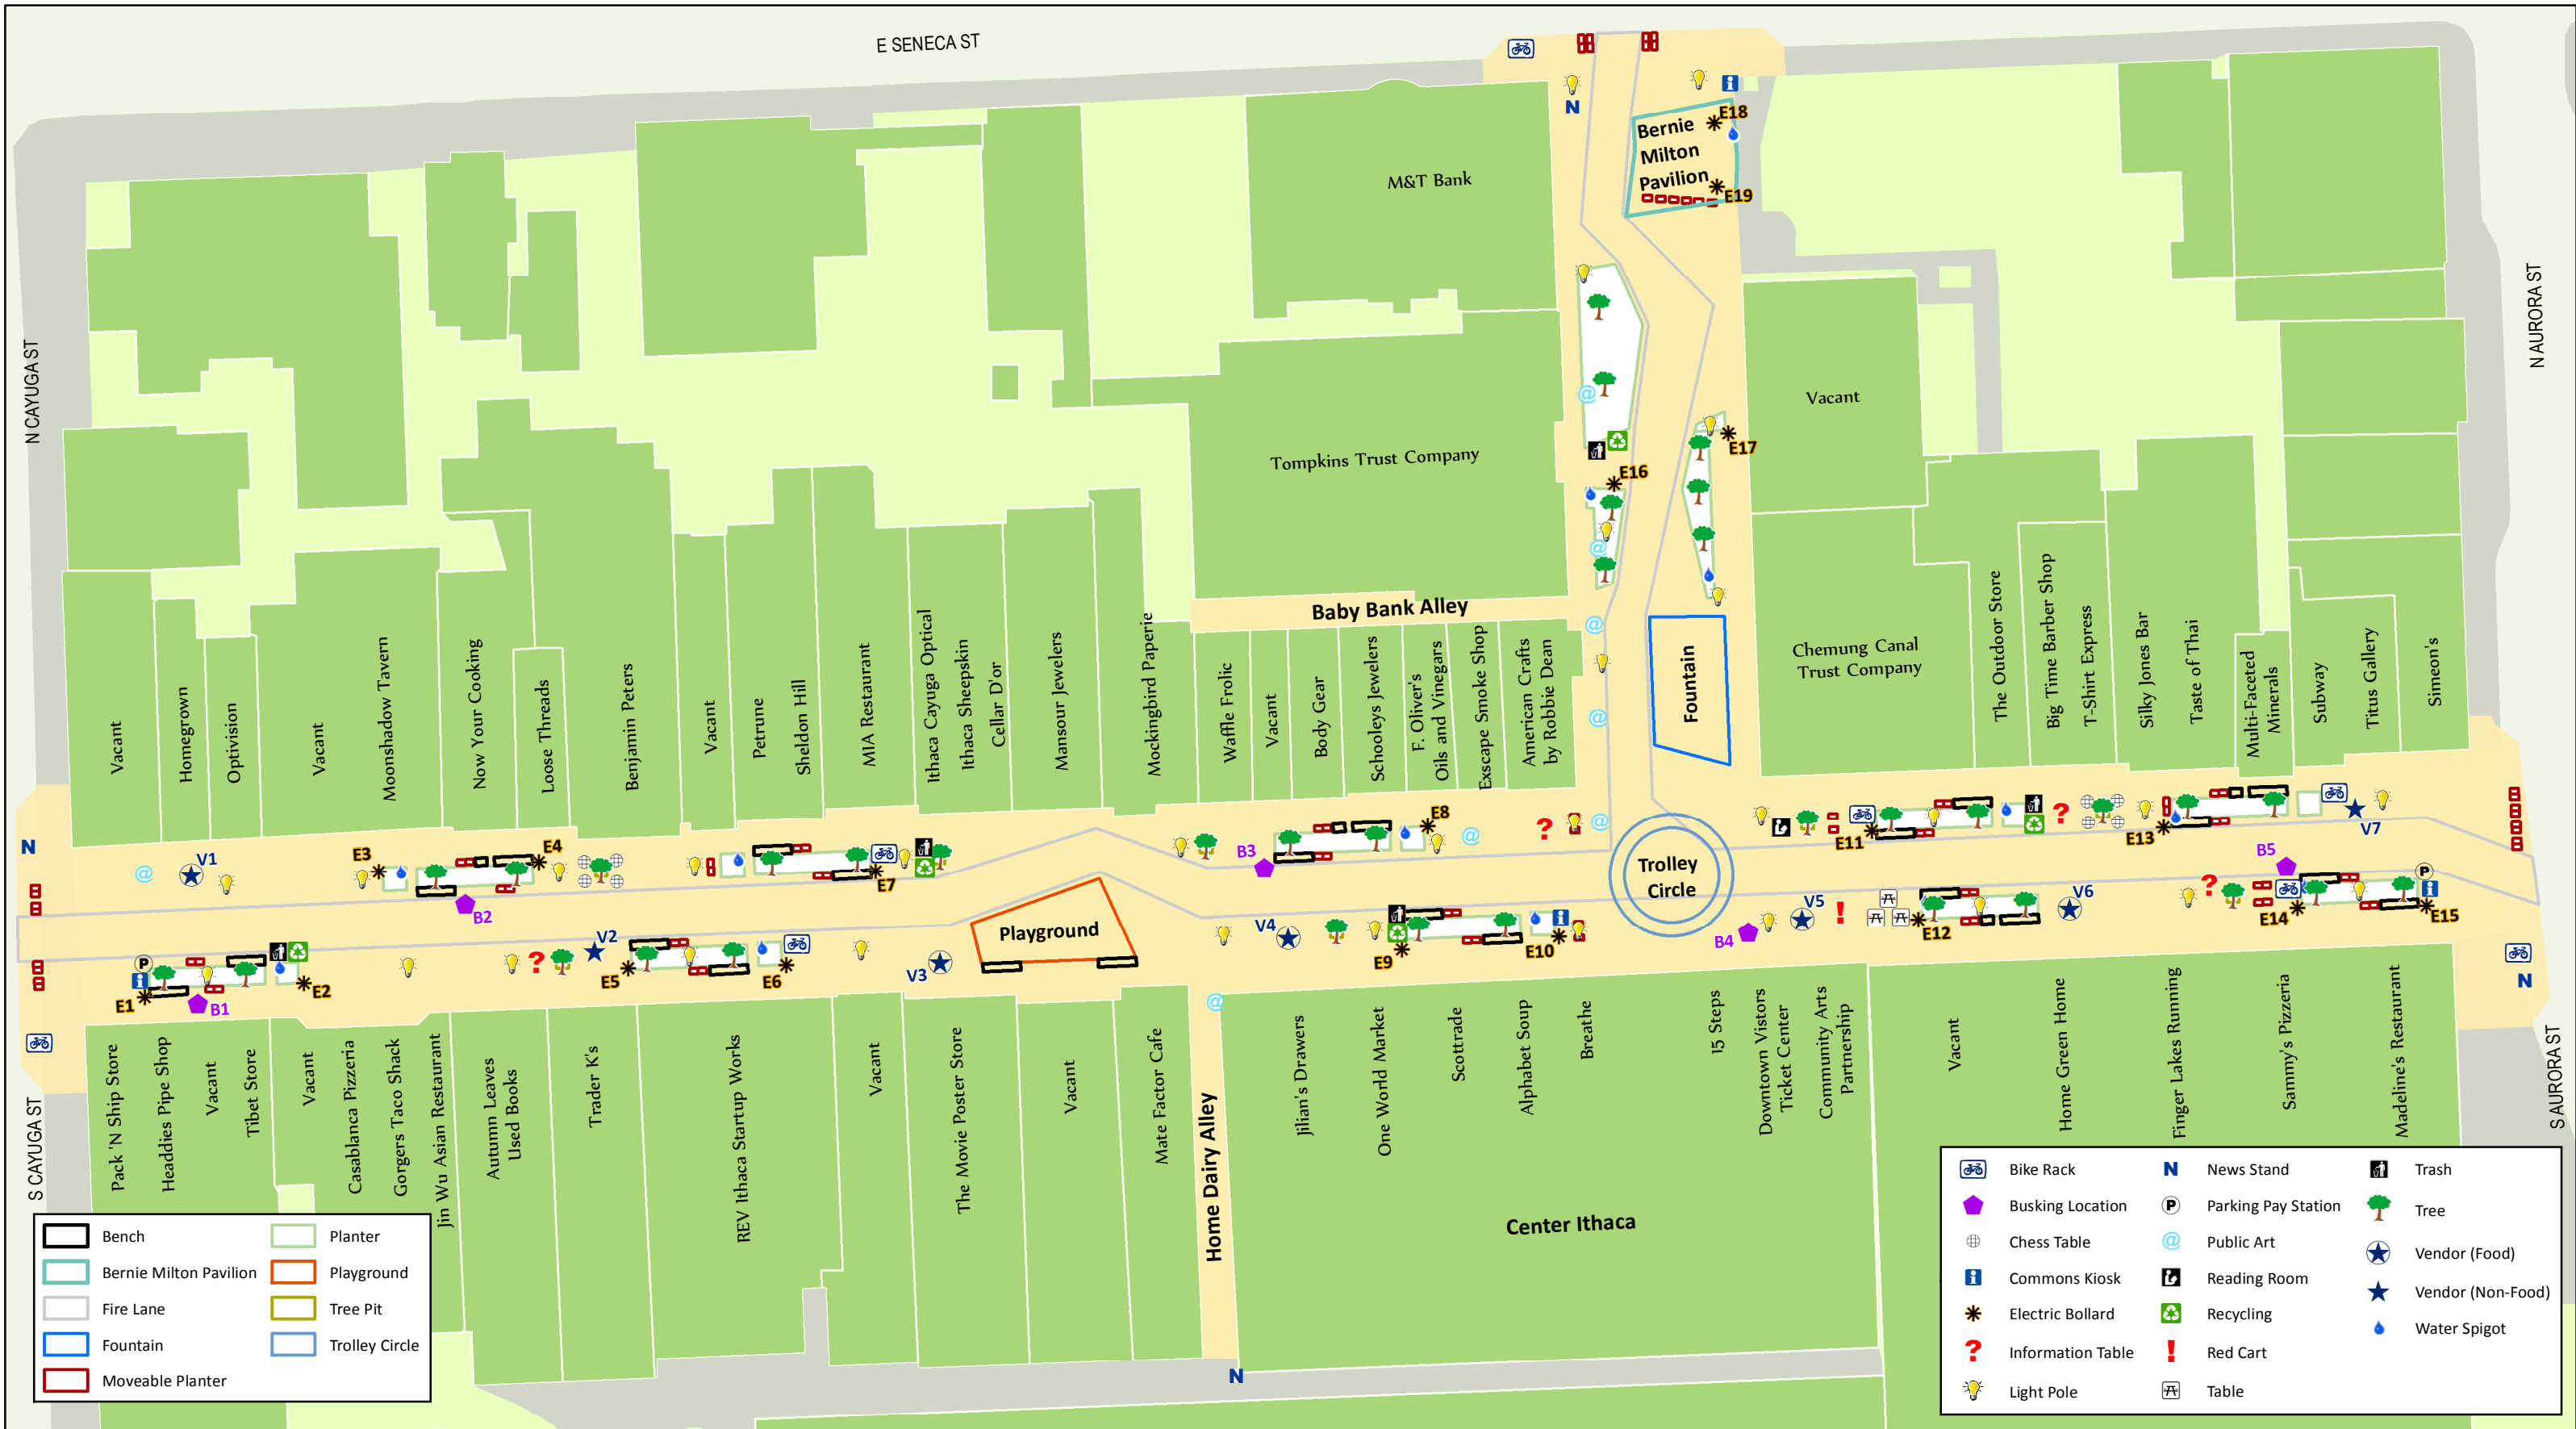 E SENECA ST
N CAYUGA ST
N AURORA ST
N
E18
Bernie
Milton
Pavilion
E19
M&T Bank
Vacant
Tompkins Trust Company
E17
E16
Baby Bank Alley
Fountain
Chemung Canal
Trust Company
Vacant
Homegrown
Optivision
Vacant
Moonshadow Tavern
Now Your Cooking
Loose Threads
Benjamin Peters
Vacant
Petrune
Sheldon Hill
MIA Restaurant
Ithaca Cayuga Optical
Ithaca Sheepskin
Cellar D'or
Mansour Jewelers
Mockingbird Paperie
Waffle Frolic
Vacant
Body Gear
Schooleys Jewelers
F. Oliver's
Oils and Vinegars
Exscape Smoke Shop
American Crafts
by Robbie Dean
The Outdoor Store
Big Time Barber Shop
T-Shirt Express
Silky Jones Bar
Taste of Thai
Multi-Faceted
Minerals
Subway
Titus Gallery
Simeon's
N
@
V1
E3
E4
B2
E7
B3
E8
@
?
@
@
@
@
@
Trolley
Circle
E11
?
E13
V7
B5
P
E1
B1
E2
?
V2
E5
E6
V3
Playground
V4
E9
E10
B4
V5
!
E12
V6
?
E14
P
E15
N
@
Pack 'N Ship Store
Headdies Pipe Shop
Vacant
Tibet Store
Vacant
Casablanca Pizzeria
Gorgers Taco Shack
Jin Wu Asian Restaurant
Autumn Leaves
Used Books
Trader K's
REV Ithaca Startup Works
Vacant
The Movie Poster Store
Vacant
Mate Factor Cafe
Home Dairy Alley
Jilian's Drawers
One World Market
Scottrade
Alphabet Soup
Breathe
15 Steps
Downtown Vistors
Ticket Center
Community Arts
Partnership
Vacant
Home Green Home
Finger Lakes Running
Sammy's Pizzeria
Madeline's Restaurant
Center Ithaca
N
S CAYUGA ST
S AURORA ST
Bench
Bernie Milton Pavilion
Fire Lane
Fountain
Moveable Planter
Planter
Playground
Tree Pit
Trolley Circle
Bike Rack
Busking Location
Chess Table
Commons Kiosk
Electric Bollard
? Information Table
Light Pole
N News Stand
P Parking Pay Station
@ Public Art
Reading Room
Recycling
! Red Cart
Table
Trash
Tree
Vendor (Food)
Vendor (Non-Food)
Water Spigot